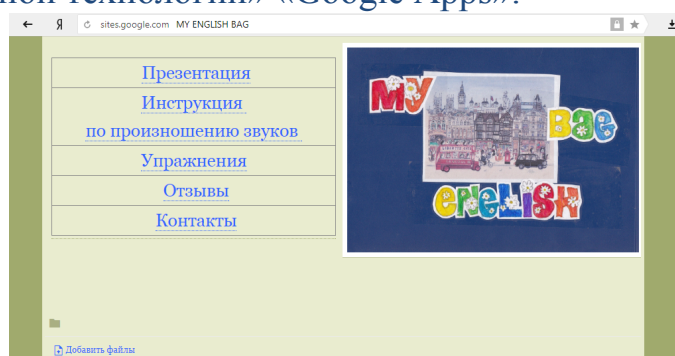 ной технологии» «Google Apps».
Я sites.google.com MY ENGLISH BAG
Презентация
Инструкция
по произношению звуков
Упражнения
Отзывы
Контакты
MY
BAG
ENGLISH
Добавить файлы